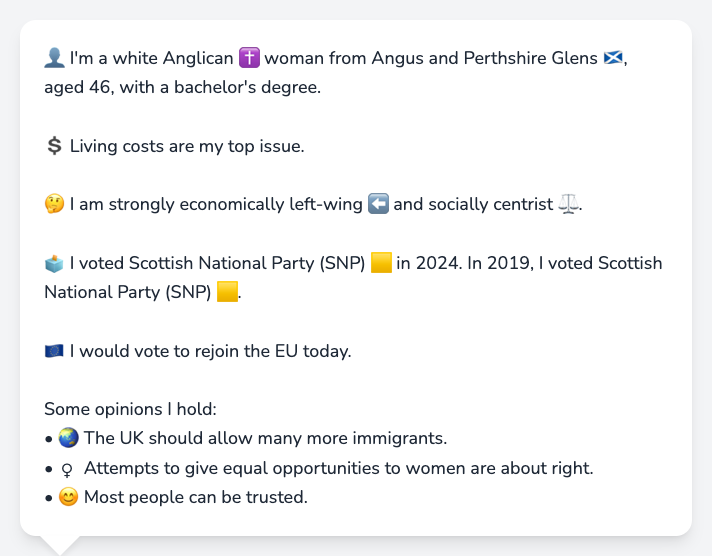 👤 I'm a white Anglican ✝️ woman from Angus and Perthshire Glens 🏴󠁧󠁢󠁳󠁣󠁴󠁿,
aged 46, with a bachelor's degree.
💲 Living costs are my top issue.
🤔 I am strongly economically left-wing ⬅️ and socially centrist ⚖️.
🗳️ I voted Scottish National Party (SNP) 🟨 in 2024. In 2019, I voted Scottish
National Party (SNP) 🟨.
🇪🇺 I would vote to rejoin the EU today.
Some opinions I hold:
• 🌏 The UK should allow many more immigrants.
• ♀ Attempts to give equal opportunities to women are about right.
• 😊 Most people can be trusted.